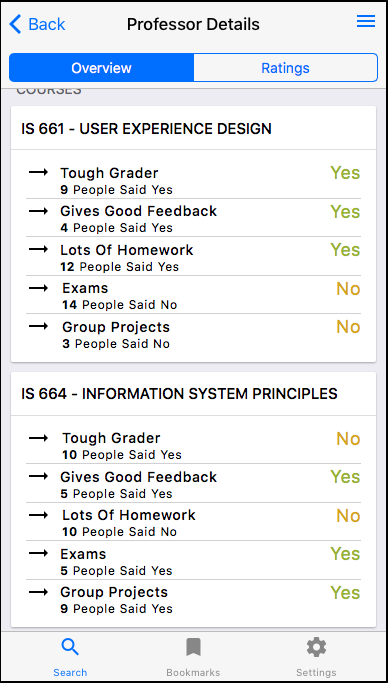 Back
Professor Details
Overview
Ratings
COURSES
IS 661 - USER EXPERIENCE DESIGN
Tough Grader
Yes
9 People Said Yes
Gives Good Feedback
Yes
4 People Said Yes
Lots Of Homework
Yes
12 People Said Yes
Exams
No
14 People Said No
Group Projects
No
3 People Said No
IS 664 - INFORMATION SYSTEM PRINCIPLES
Tough Grader
No
10 People Said Yes
Gives Good Feedback
Yes
5 People Said Yes
Lots Of Homework
No
10 People Said No
Exams
Yes
5 People Said Yes
Group Projects
Yes
9 People Said Yes
Search
Bookmarks
Settings